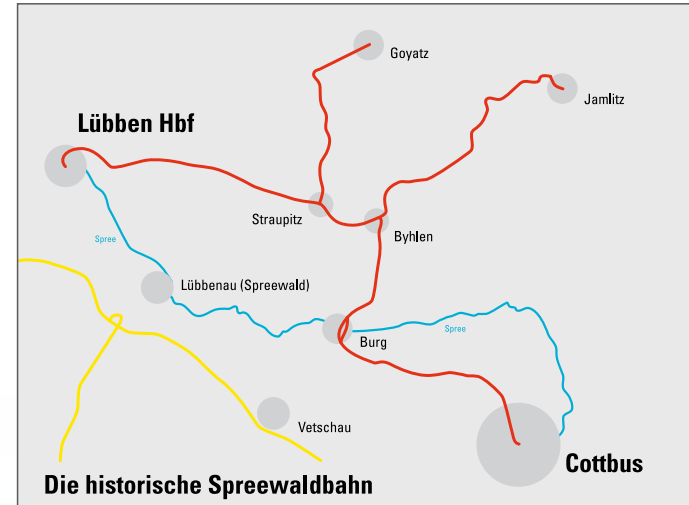 Goyatz
Jamlitz
Lübben Hbf
Straupitz
Byhlen
Spree
Lübbenau (Spreewald)
Spree
Burg
Vetschau
Cottbus
Die historische Spreewaldbahn